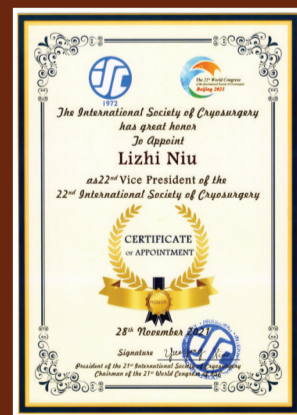 1972
The 21st World Congress
Beijing 2021
The International Society of Cryosurgery
has great honor
To Appoint
Lizhi Niu
as22nd Vice President of the
22nd International Society of Cryosurgery
CERTIFICATE
OF APPOINTMENT
HONOR
28th November 2021
Signature
President of the 21st International Society of Cryosurgery
Chairman of the 21st World Congress of